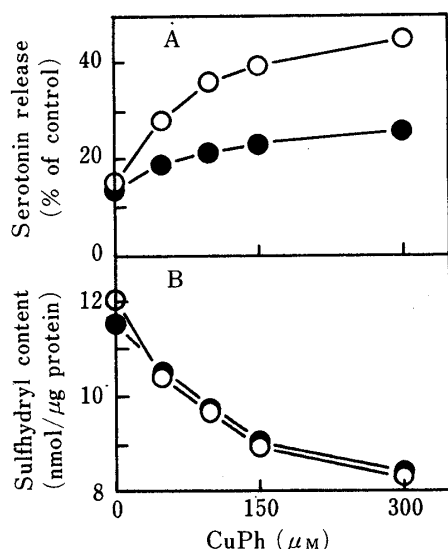 A
Serotonin release
(% of control)
40
20
0
B
Sulfhydryl content
(nmol/μg protein)
12
10
8
0
150
300
CuPh (μM)